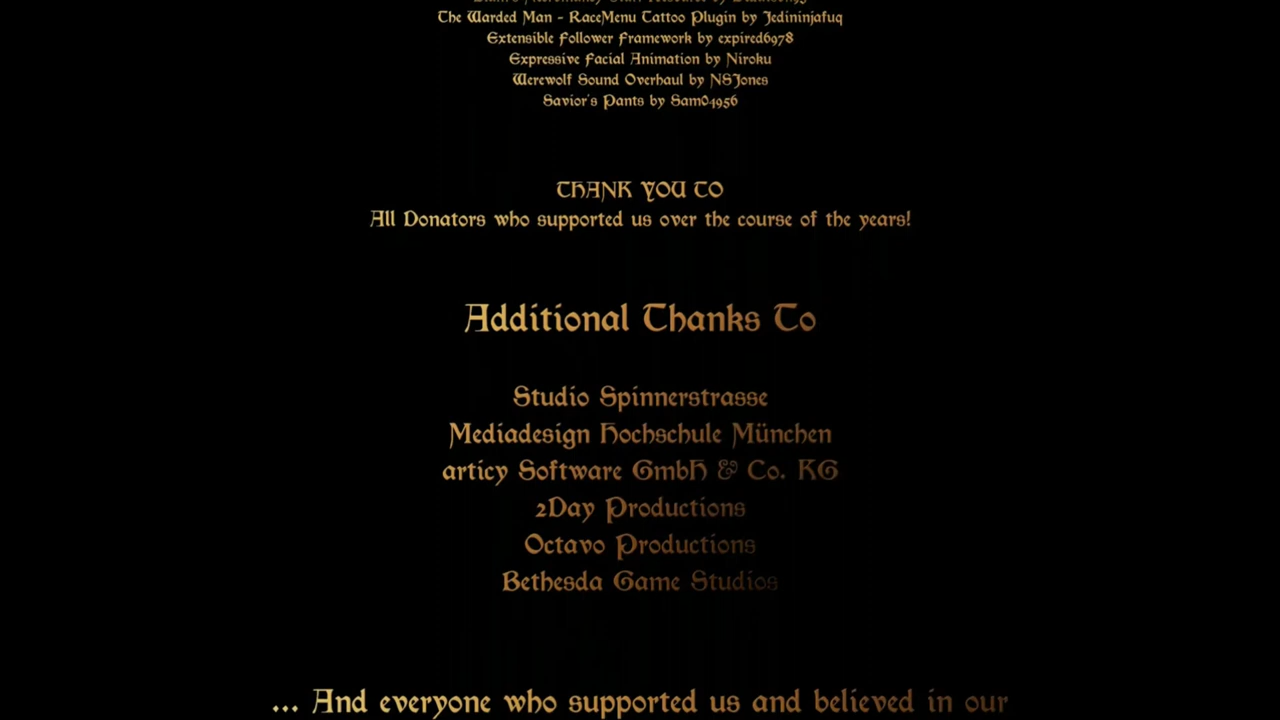 The Warded Man - RaceMenu Tattoo Plugin by Jedininjafuq
Extensible Follower Framework by expired6978
Expressive Facial Animation by Niroku
Werewolf Sound Overhaul by NSJones
Savior's Pants by Sam04956
THANK YOU TO
All Donators who supported us over the course of the years!
Additional Thanks To
Studio Spinnerstrasse
Mediadesign Hochschule München
articy Software GmbH & Co. KG
2Day Productions
Octavo Productions
Bethesda Game Studios
... And everyone who supported us and believed in our